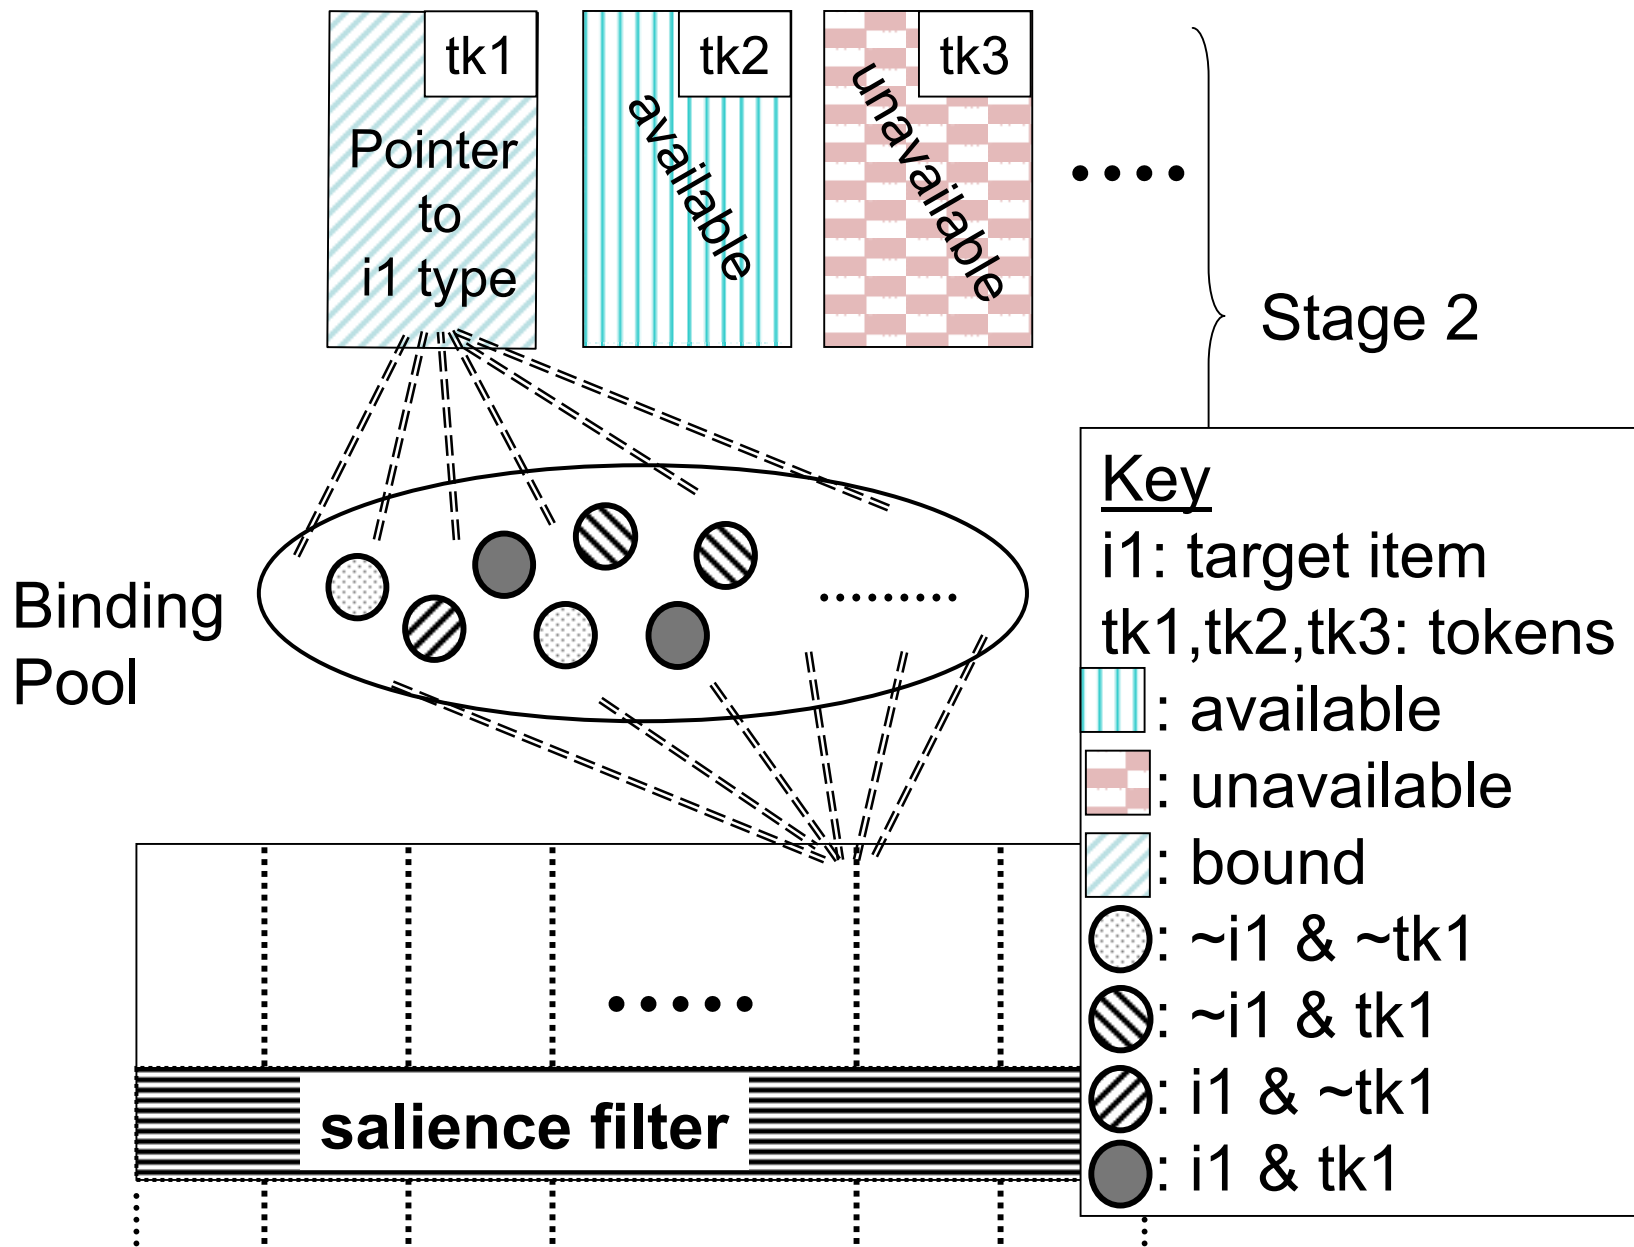 tk1
tk2
tk3
Pointer
to
i1 type
available
unavailable
Stage 2
Binding
Pool
Key
i1: target item
tk1,tk2,tk3: tokens
: available
: unavailable
: bound
: ~i1 & ~tk1
: ~i1 & tk1
: i1 & ~tk1
: i1 & tk1
salience filter